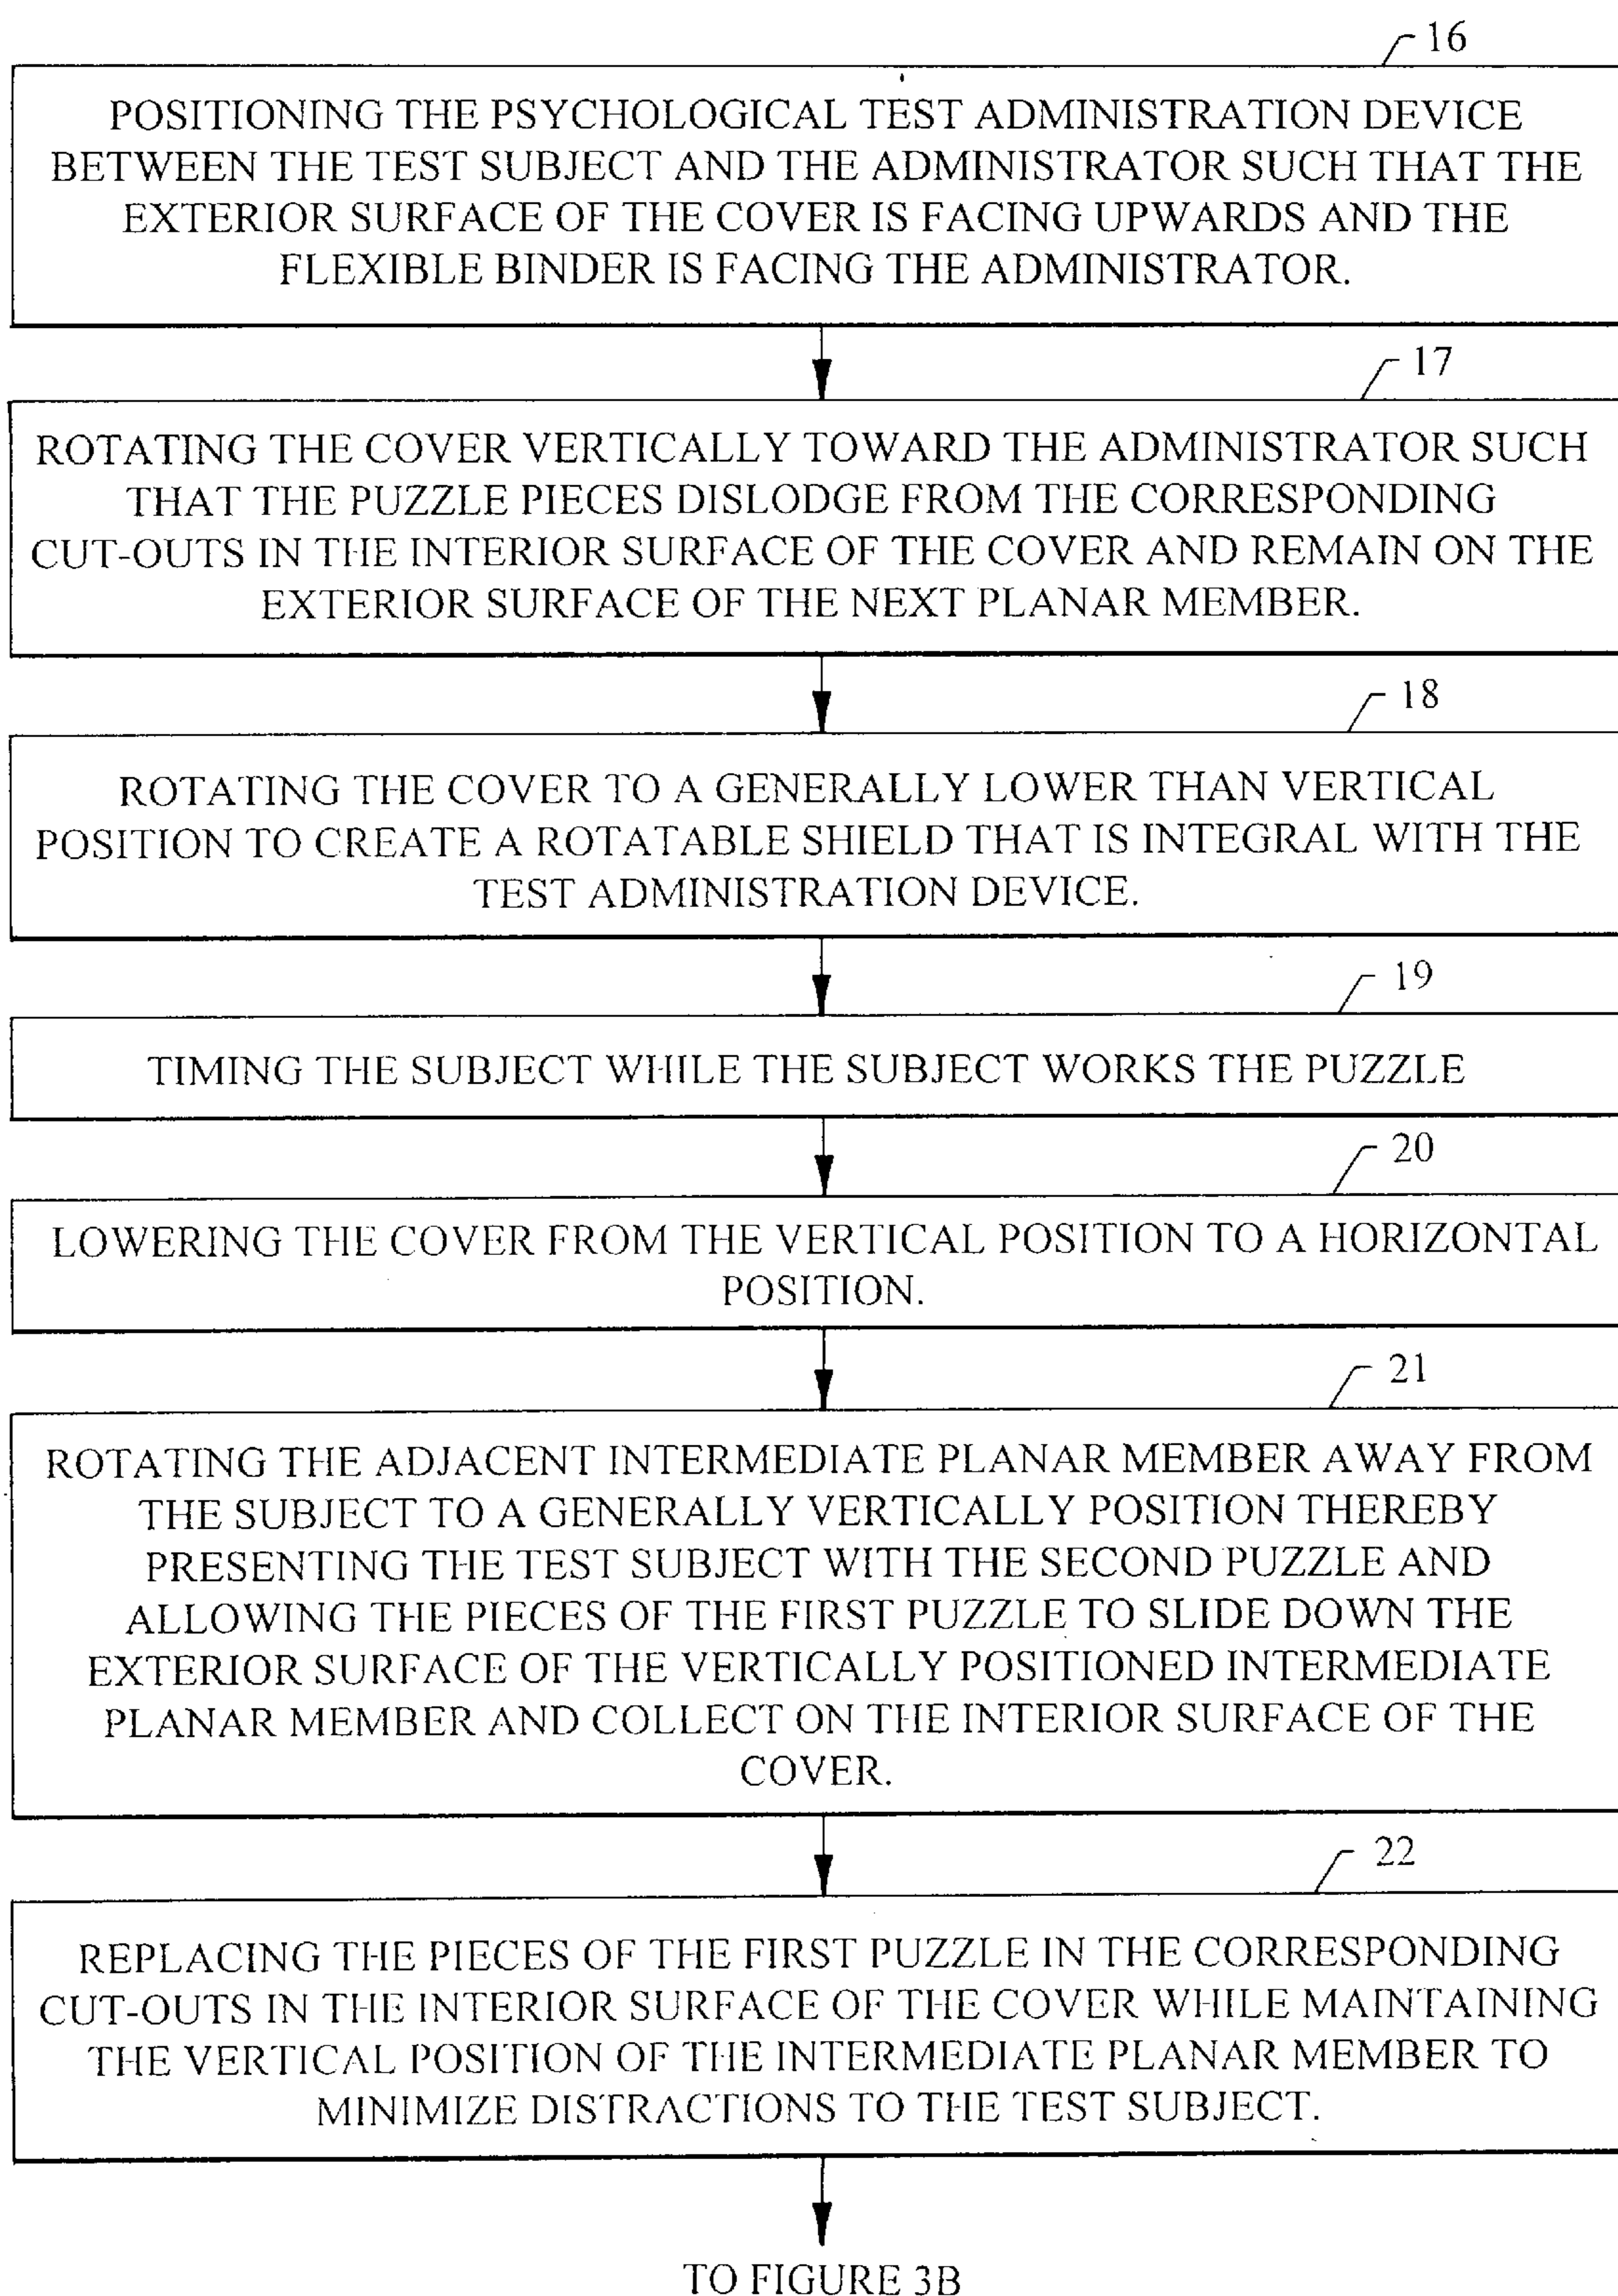 16
POSITIONING THE PSYCHOLOGICAL TEST ADMINISTRATION DEVICE
BETWEEN THE TEST SUBJECT AND THE ADMINISTRATOR SUCH THAT THE
EXTERIOR SURFACE OF THE COVER IS FACING UPWARDS AND THE
FLEXIBLE BINDER IS FACING THE ADMINISTRATOR.
17
ROTATING THE COVER VERTICALLY TOWARD THE ADMINISTRATOR SUCH
THAT THE PUZZLE PIECES DISLODGE FROM THE CORRESPONDING
CUT-OUTS IN THE INTERIOR SURFACE OF THE COVER AND REMAIN ON THE
EXTERIOR SURFACE OF THE NEXT PLANAR MEMBER.
18
ROTATING THE COVER TO A GENERALLY LOWER THAN VERTICAL
POSITION TO CREATE A ROTATABLE SHIELD THAT IS INTEGRAL WITH THE
TEST ADMINISTRATION DEVICE.
19
TIMING THE SUBJECT WHILE THE SUBJECT WORKS THE PUZZLE
20
LOWERING THE COVER FROM THE VERTICAL POSITION TO A HORIZONTAL
POSITION.
21
ROTATING THE ADJACENT INTERMEDIATE PLANAR MEMBER AWAY FROM
THE SUBJECT TO A GENERALLY VERTICALLY POSITION THEREBY
PRESENTING THE TEST SUBJECT WITH THE SECOND PUZZLE AND
ALLOWING THE PIECES OF THE FIRST PUZZLE TO SLIDE DOWN THE
EXTERIOR SURFACE OF THE VERTICALLY POSITIONED INTERMEDIATE
PLANAR MEMBER AND COLLECT ON THE INTERIOR SURFACE OF THE
COVER.
22
REPLACING THE PIECES OF THE FIRST PUZZLE IN THE CORRESPONDING
CUT-OUTS IN THE INTERIOR SURFACE OF THE COVER WHILE MAINTAINING
THE VERTICAL POSITION OF THE INTERMEDIATE PLANAR MEMBER TO
MINIMIZE DISTRACTIONS TO THE TEST SUBJECT.
TO FIGURE 3B